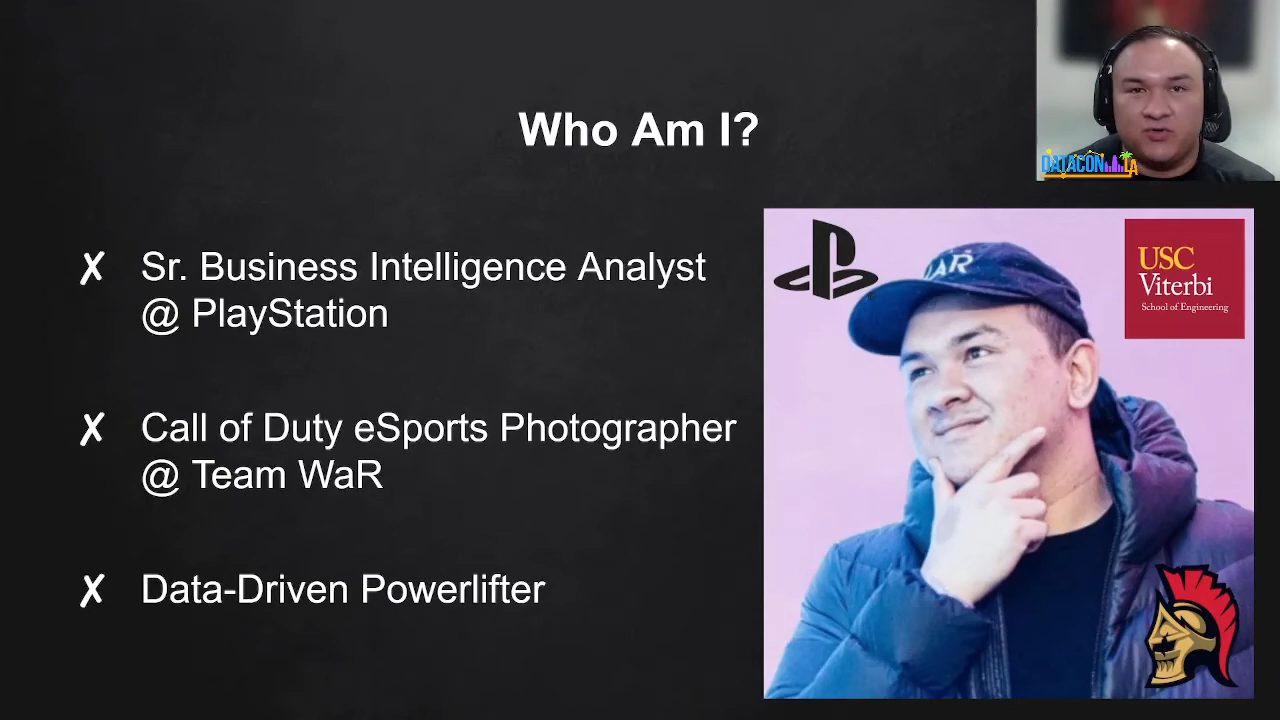 Who Am I?
DATACON LA
✗ Sr. Business Intelligence Analyst
@ PlayStation
✗ Call of Duty eSports Photographer
@ Team WaR
✗ Data-Driven Powerlifter
WAR
USC
Viterbi
School of Engineering